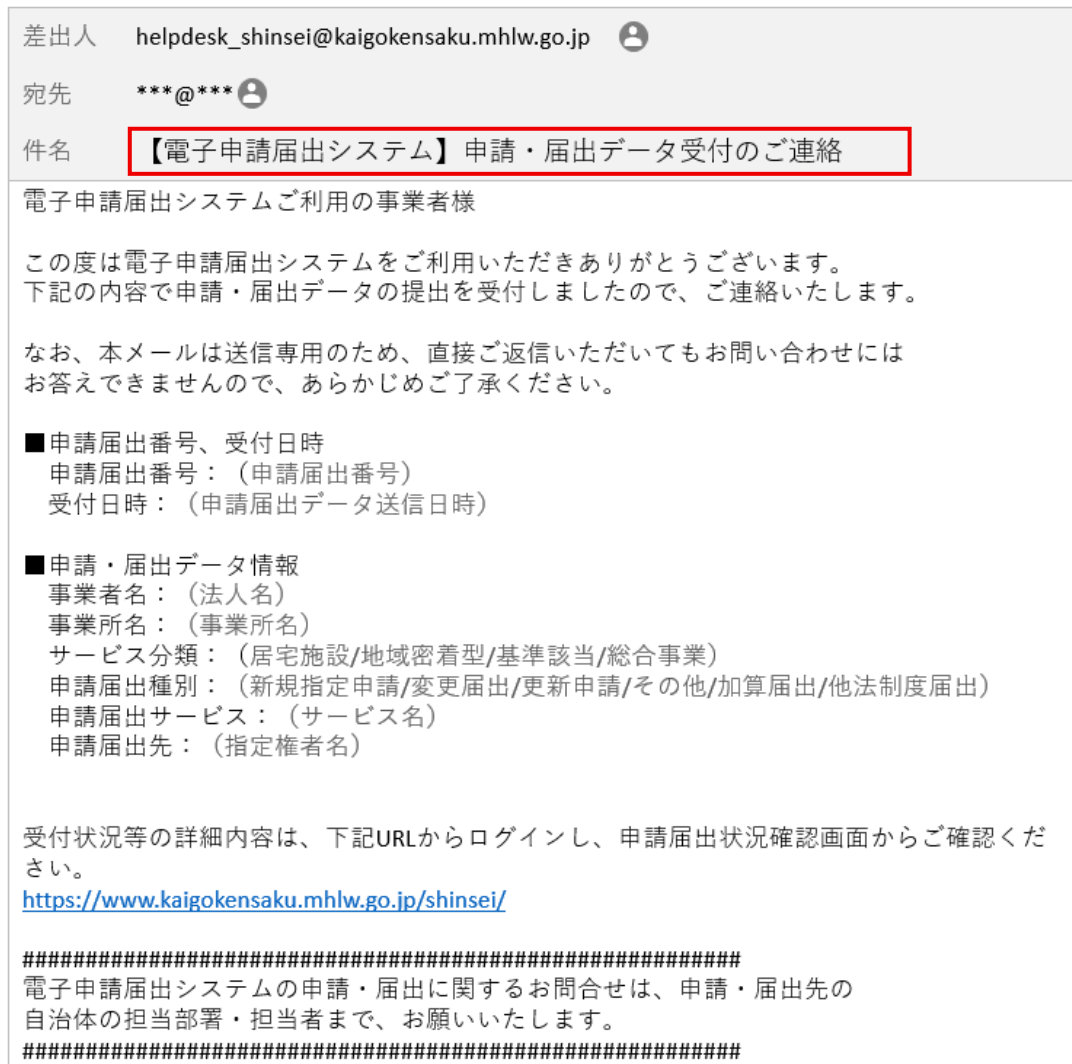 差出人 helpdesk_shinsei@kaigokensaku.mhlw.go.jp
宛先 ***@***
件名 【電子申請届出システム】申請・届出データ受付のご連絡
電子申請届出システムご利用の事業者様
この度は電子申請届出システムをご利用いただきありがとうございます。
下記の内容で申請・届出データの提出を受付しましたので、ご連絡いたします。
なお、本メールは送信専用のため、直接ご返信いただいてもお問い合わせには
お答えできませんので、あらかじめご了承ください。
■申請届出番号、受付日時
申請届出番号：（申請届出番号）
受付日時：（申請届出データ送信日時）
■申請・届出データ情報
事業者名：（法人名）
事業所名：（事業所名）
サービス分類：（居宅施設/地域密着型/基準該当/総合事業）
申請届出種別：（新規指定申請/変更届出/更新申請/その他/加算届出/他法制度届出）
申請届出サービス：（サービス名）
申請届出先：（指定権者名）
受付状況等の詳細内容は、下記URLからログインし、申請届出状況確認画面からご確認くだ
さい。
https://www.kaigokensaku.mhlw.go.jp/shinsei/
##########################################################
電子申請届出システムの申請・届出に関するお問合せは、申請・届出先の
自治体の担当部署・担当者まで、お願いいたします。
##########################################################